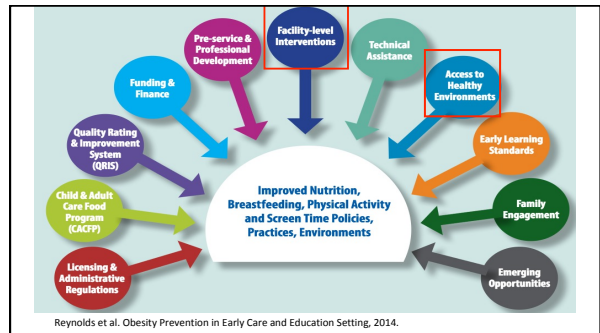 Facility-level
Interventions
Pre-service &
Professional
Development
Technical
Assistance
Funding &
Finance
Access to
Healthy
Environments
Quality Rating
& Improvement
System
(QRIS)
Early Learning
Standards
Child & Adult
Care Food
Program
(CACFP)
Family
Engagement
Licensing &
Administrative
Regulations
Emerging
Opportunities
Improved Nutrition,
Breastfeeding, Physical Activity
and Screen Time Policies,
Practices, Environments
Reynolds et al. Obesity Prevention in Early Care and Education Setting, 2014.